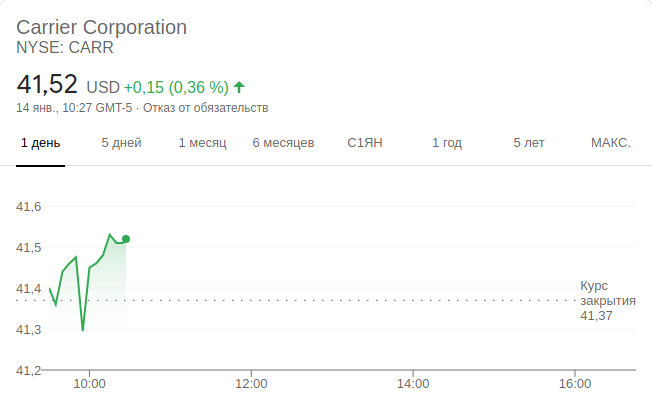 Carrier Corporation
NYSE: CARR
41,52 USD +0,15 (0,36 %)
14 янв., 10:27 GMT-5 · Отказ от обязательств
1 день 5 дней 1 месяц 6 месяцев С1ЯН 1 год 5 лет МАКС.
41,6
41,5
41,4
41,3
41,2
Курс
закрытия
41,37
10:00 12:00 14:00 16:00